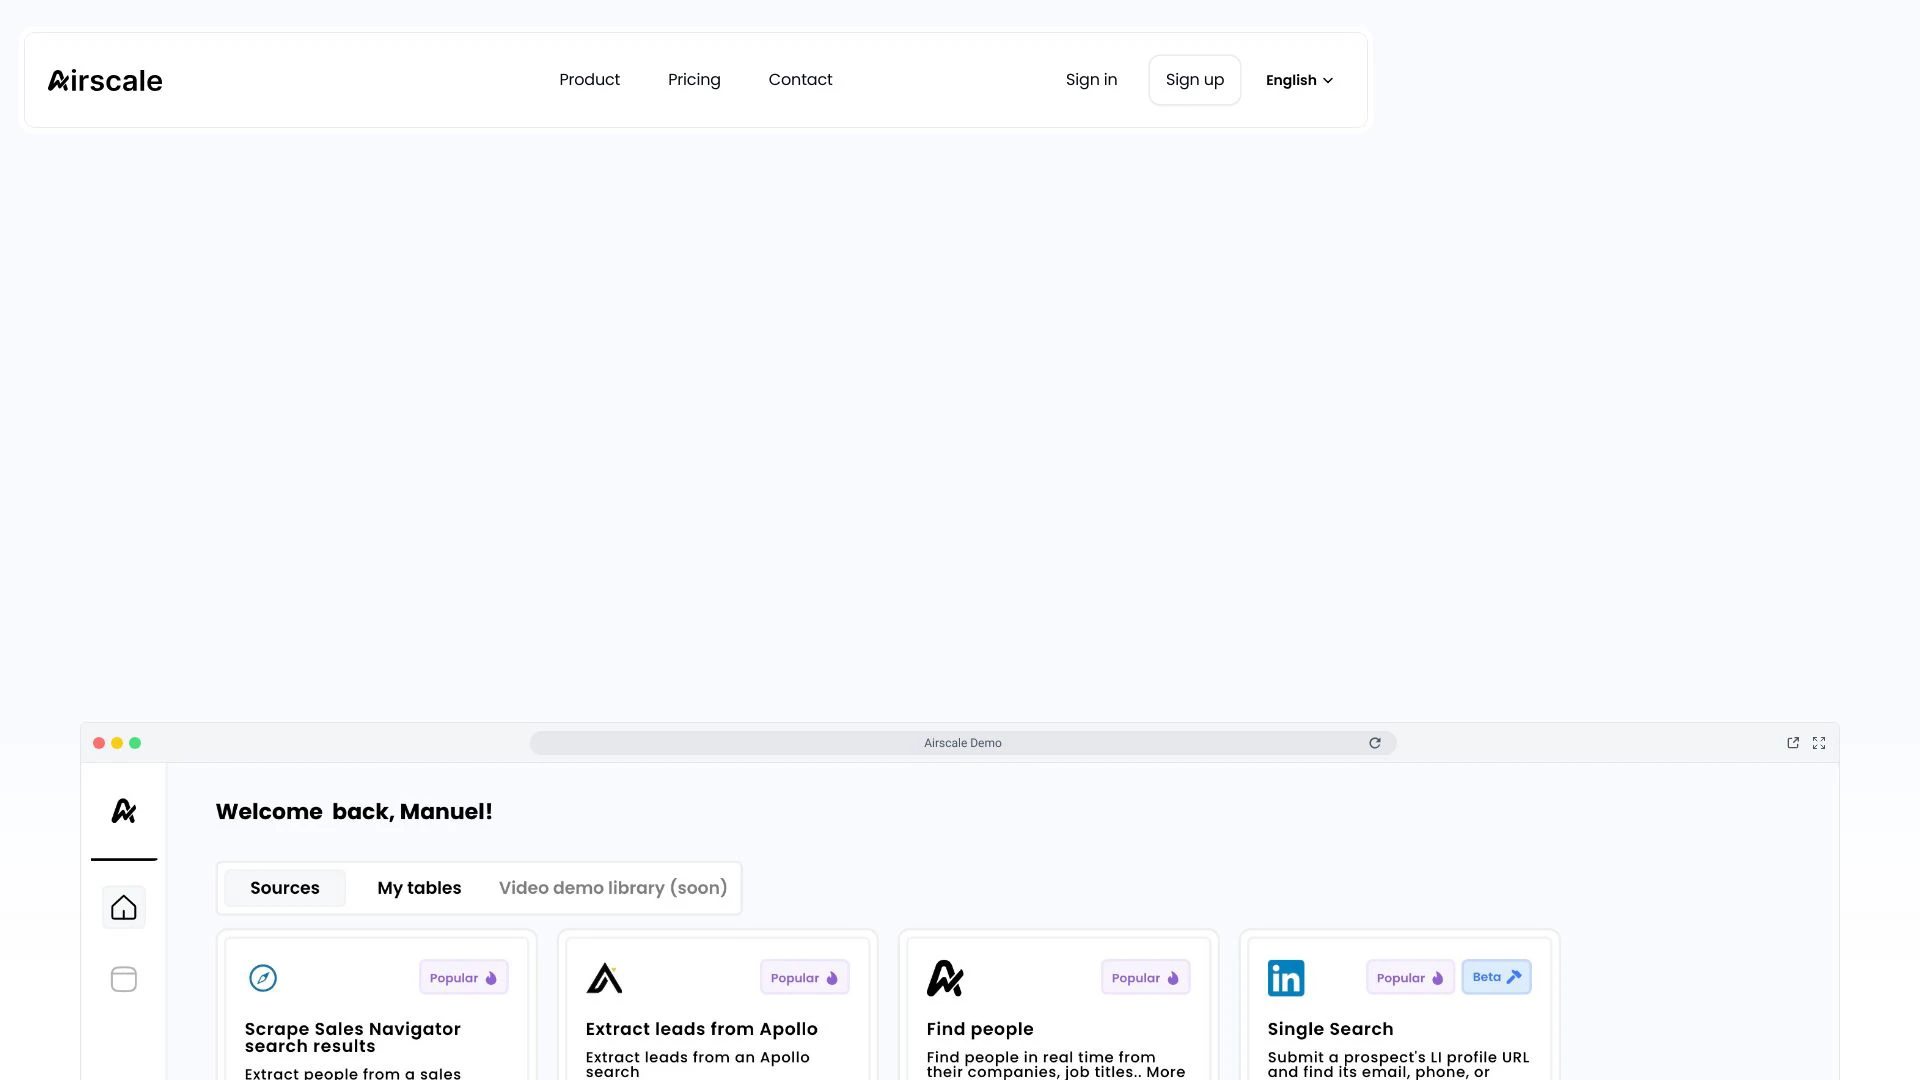 Airscale
Product
Pricing
Contact
Sign in
Sign up
English
Airscale Demo
Welcome back, Manuel!
Sources
My tables
Video demo library (soon)
Popular
Scrape Sales Navigator
search results
Extract people from a sales
Popular
Extract leads from Apollo
Extract leads from an Apollo
search
Popular
Find people
Find people in real time from
their companies, job titles.. More
Popular
Beta
Single Search
Submit a prospect's LI profile URL
and find its email, phone, or